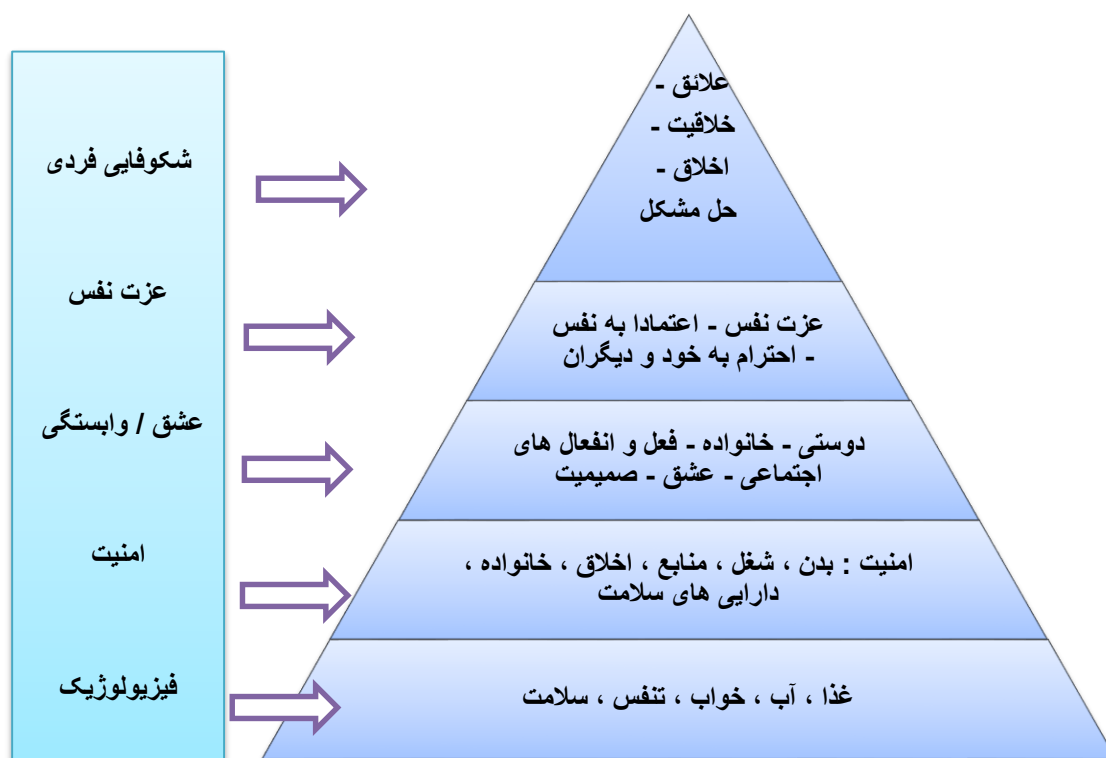 شکوفایی فردی
عزت نفس
عشق / وابستگی
امنیت
فیزیولوژیک
علائق -
خلاقیت -
اخلاق -
حل مشکل
عزت نفس - اعتمادا به نفس
- احترام به خود و دیگران
دوستی - خانواده - فعل و انفعال های
اجتماعی - عشق - صمیمیت
امنیت : بدن ، شغل ، منابع ، اخلاق ، خانواده ،
دارایی های سلامت
غذا ، آب ، خواب ، تنفس ، سلامت